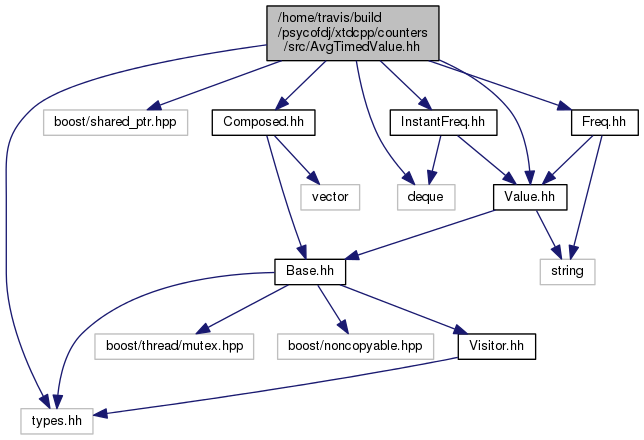 /home/travis/build
/psycofdj/xtdcpp/counters
/src/AvgTimedValue.hh
boost/shared_ptr.hpp
Composed.hh
InstantFreq.hh
Freq.hh
vector
deque
Value.hh
Base.hh
string
boost/thread/mutex.hpp
boost/noncopyable.hpp
Visitor.hh
types.hh